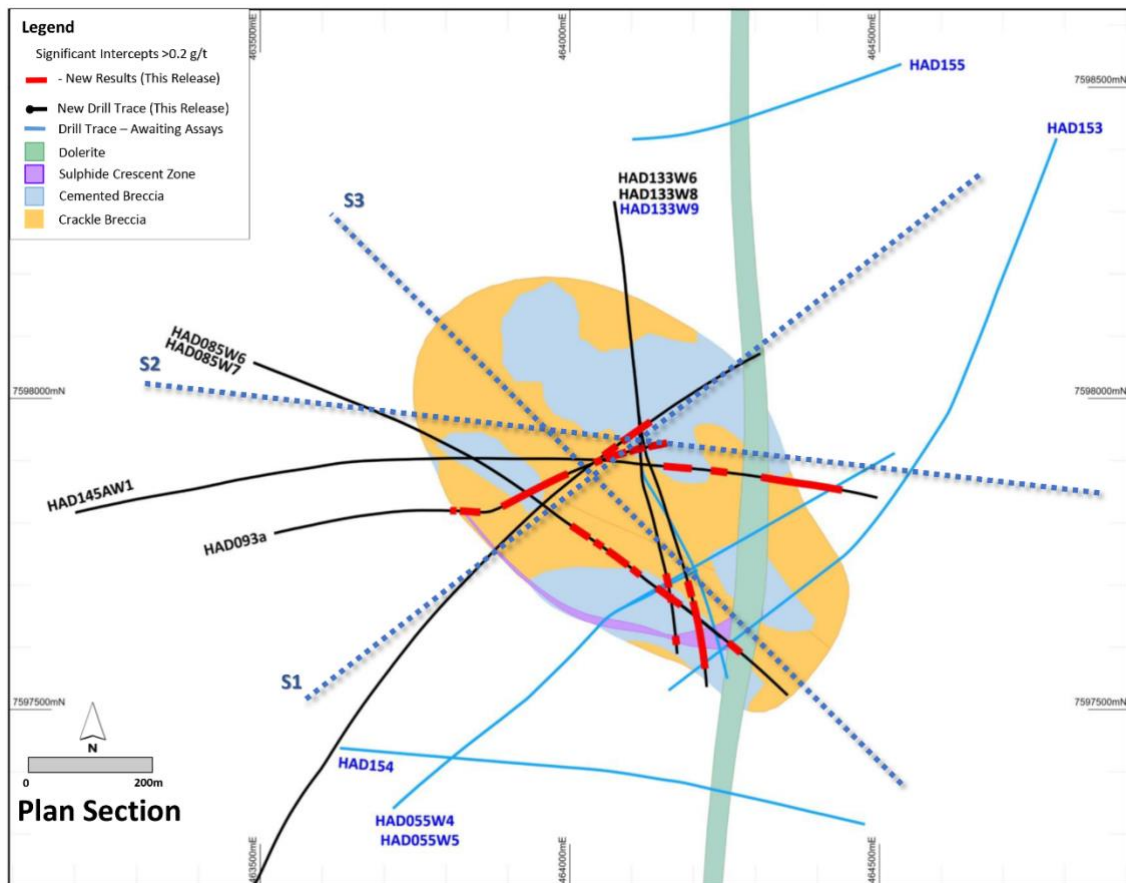 Legend
Significant Intercepts >0.2 g/t
- New Results (This Release)
New Drill Trace (This Release)
Drill Trace – Awaiting Assays
Dolerite
Sulphide Crescent Zone
Cemented Breccia
Crackle Breccia
463500mE
464000mE
464500mE
HAD155
7598500mN
HAD153
HAD133W6
HAD133W8
HAD133W9
S3
HAD085W6
HAD085W7
S2
7598000mN
7598000mN
HAD145AW1
HAD093a
S1
7597500mN
7597500mN
N
0
200m
Plan Section
HAD154
HAD055W4
HAD055W5
463500mE
464000mE
464500mE